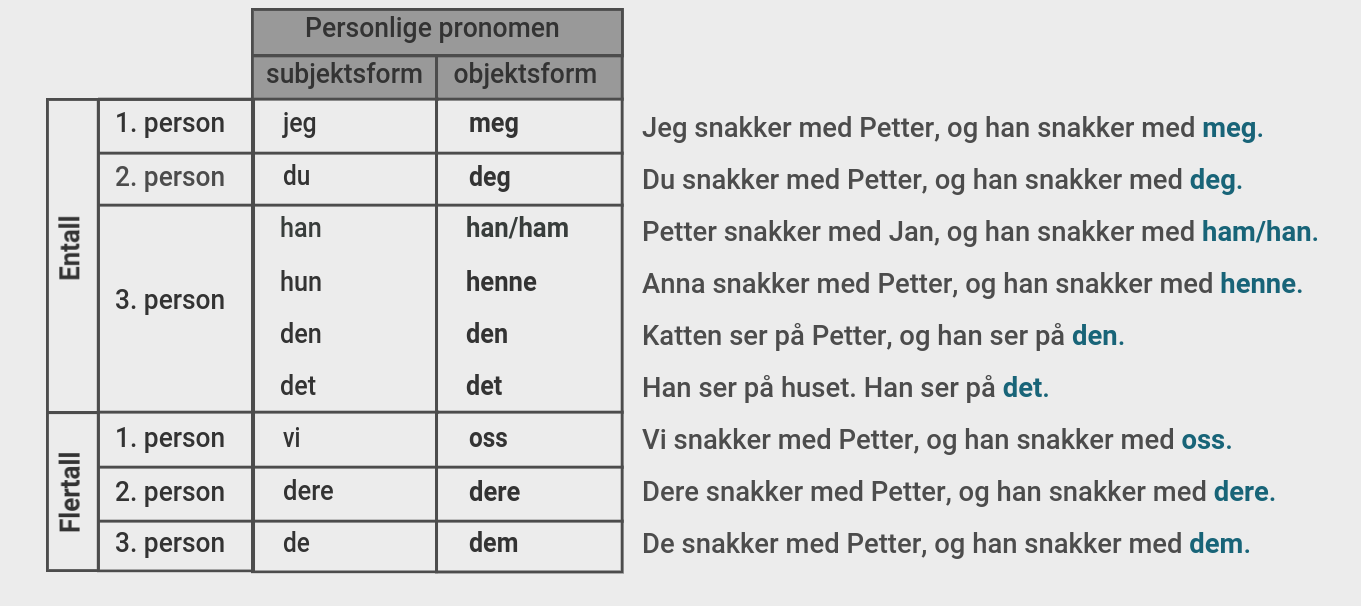 Personlige pronomen
subjektsform objektsform
Entall
1. person jeg meg Jeg snakker med Petter, og han snakker med meg.
2. person du deg Du snakker med Petter, og han snakker med deg.
3. person
han han/ham Petter snakker med Jan, og han snakker med ham/han.
hun henne Anna snakker med Petter, og han snakker med henne.
den den Katten ser på Petter, og han ser på den.
det det Han ser på huset. Han ser på det.
Flertall
1. person vi oss Vi snakker med Petter, og han snakker med oss.
2. person dere dere Dere snakker med Petter, og han snakker med dere.
3. person de dem De snakker med Petter, og han snakker med dem.